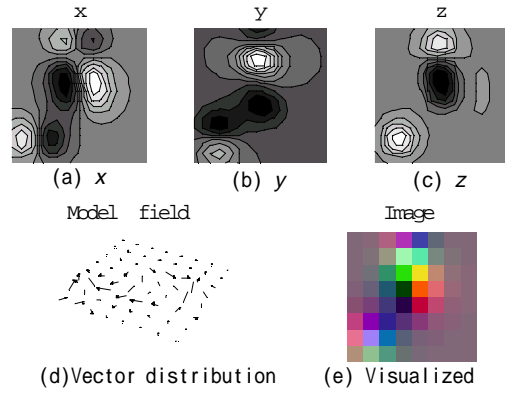 x y z
(a) x (b) y (c) z
Model field Image
(d)Vector distribution (e) Visualized